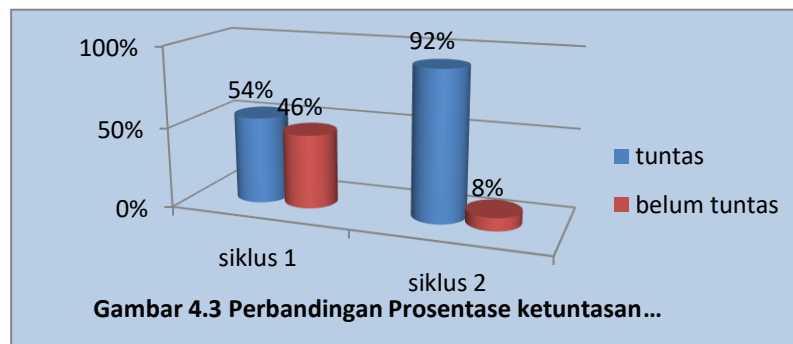 100%
50%
0%
54%
46%
92%
8%
siklus 1
siklus 2
tuntas
belum tuntas
Gambar 4.3 Perbandingan Prosentase ketuntasan...